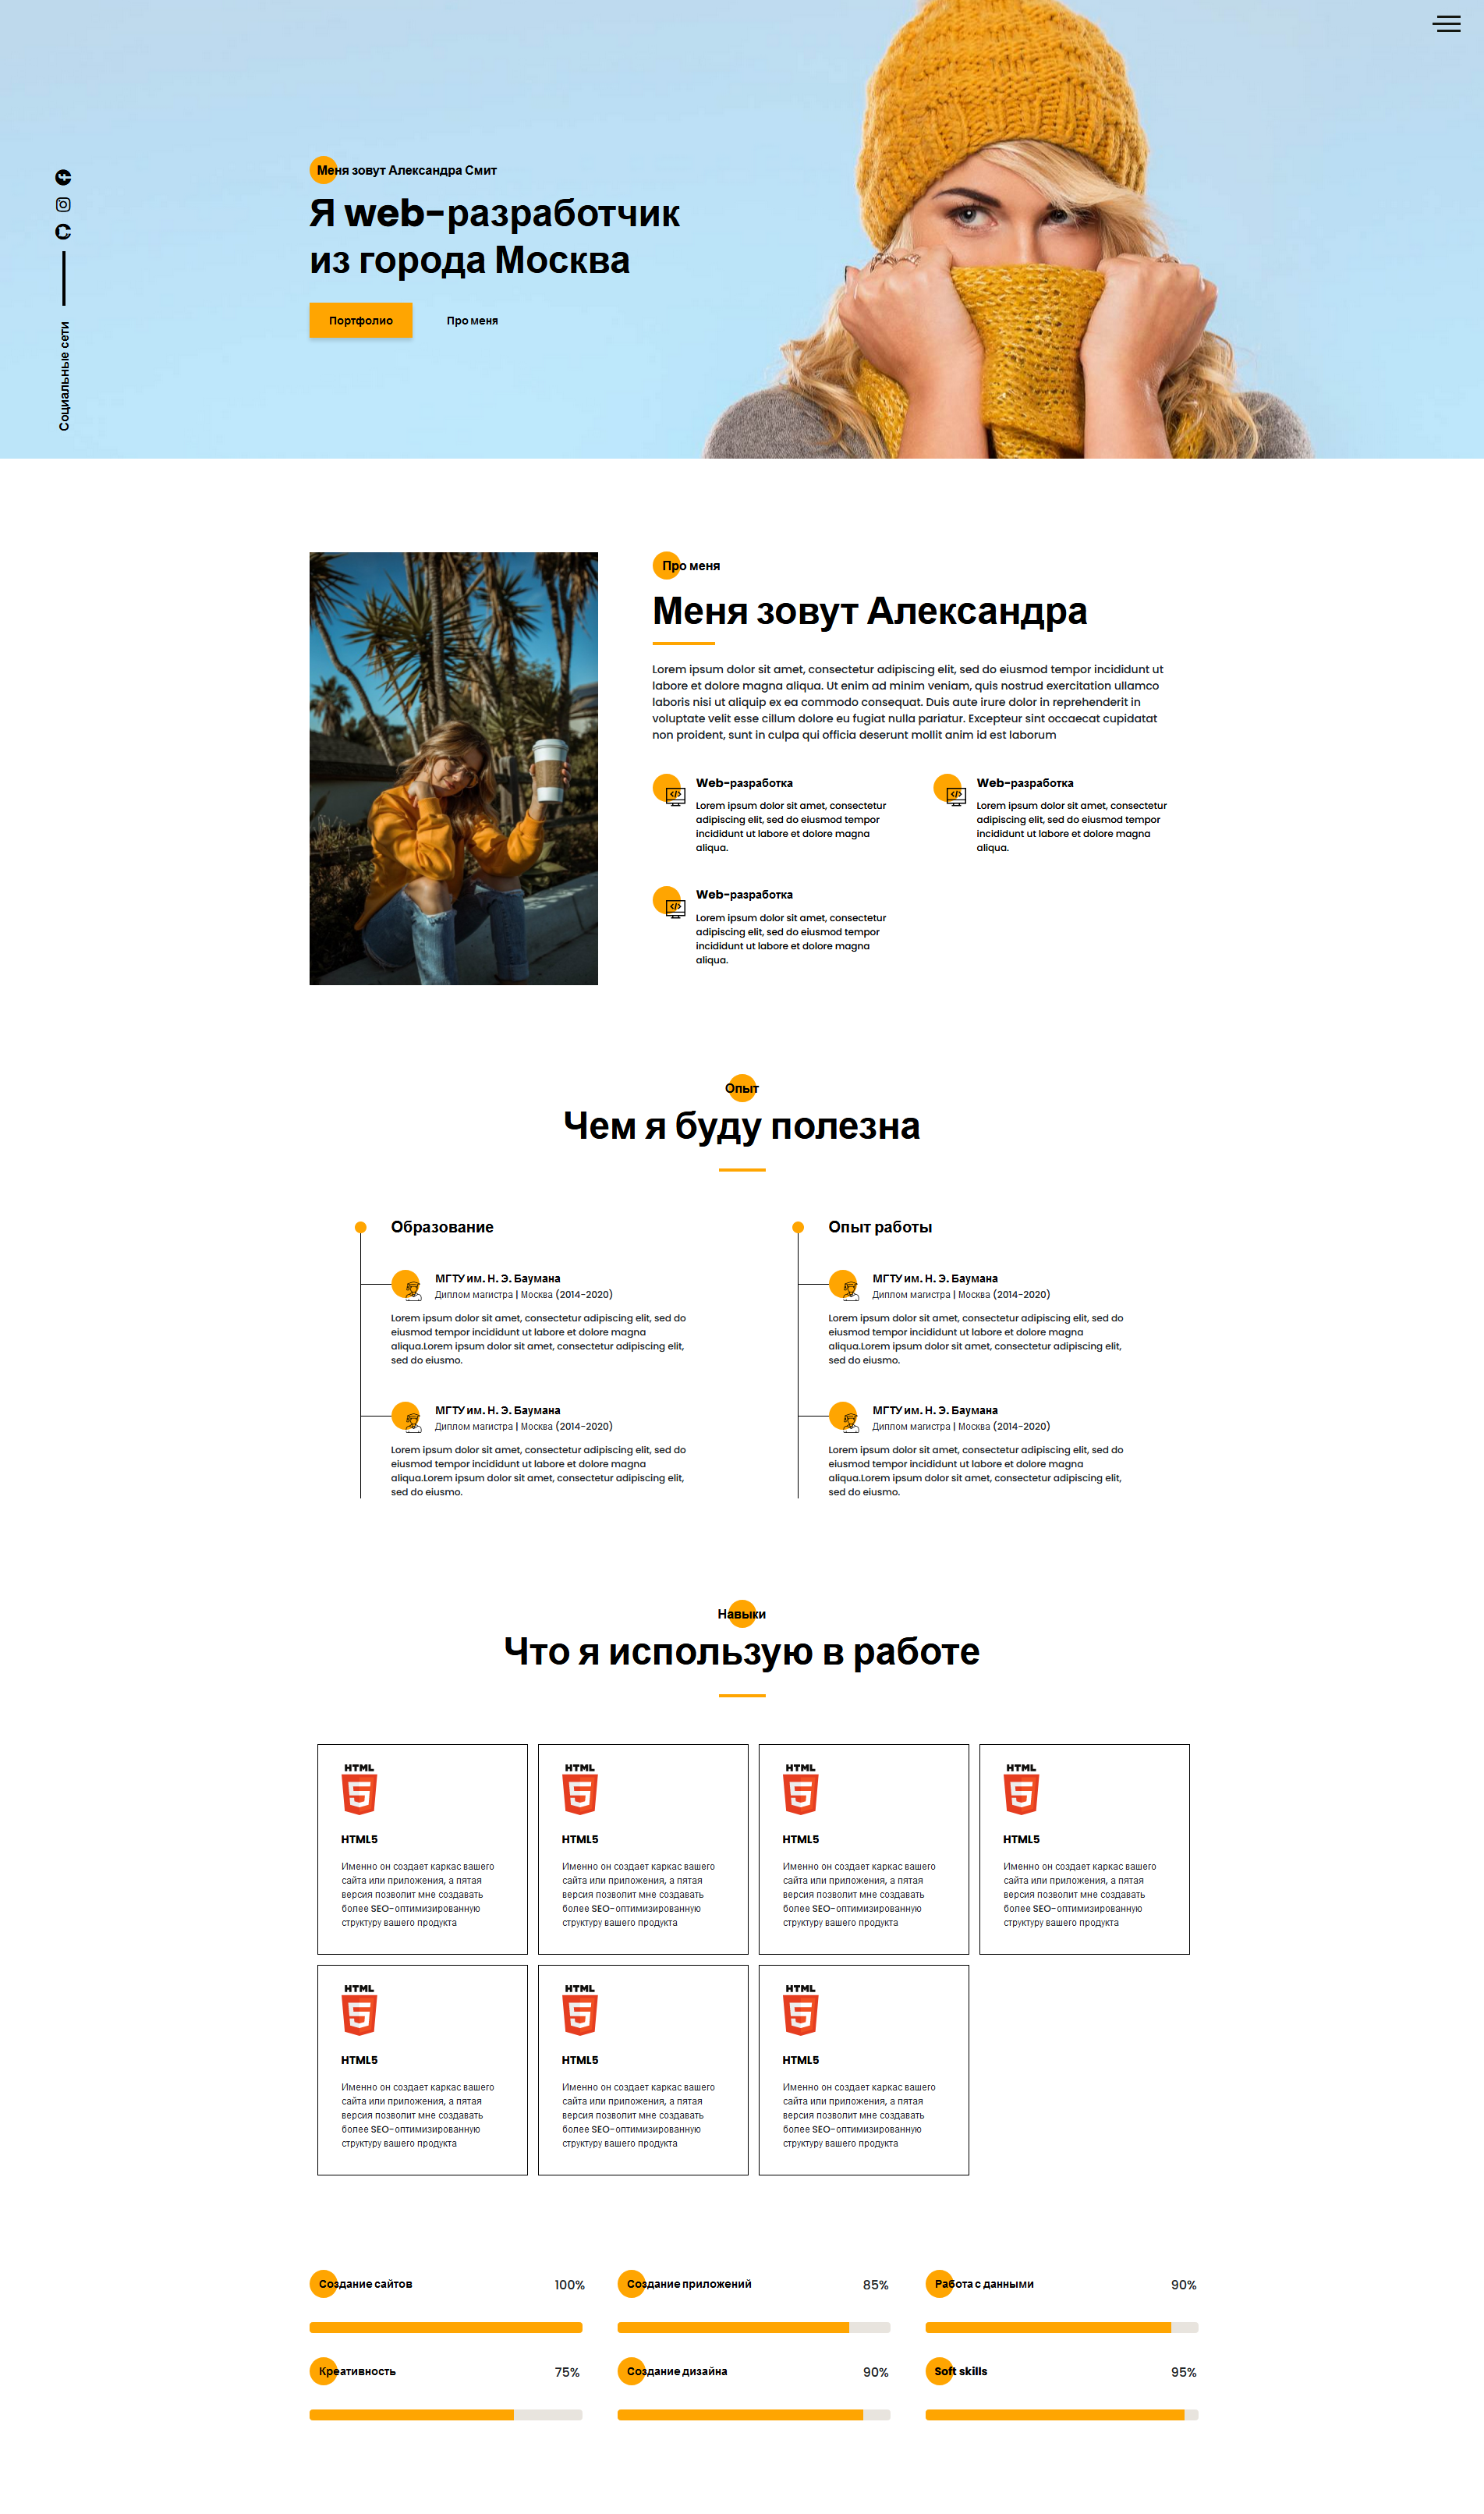 Меня зовут Александра Смит
Я web-разработчик
из города Москва
Портфолио
Про меня
Социальные сети
Про меня
Меня зовут Александра
Lorem ipsum dolor sit amet, consectetur adipiscing elit, sed do eiusmod tempor incididunt ut
labore et dolore magna aliqua. Ut enim ad minim veniam, quis nostrud exercitation ullamco
laboris nisi ut aliquip ex ea commodo consequat. Duis aute irure dolor in reprehenderit in
voluptate velit esse cillum dolore eu fugiat nulla pariatur. Excepteur sint occaecat cupidatat
non proident, sunt in culpa qui officia deserunt mollit anim id est laborum
Web-разработка
Lorem ipsum dolor sit amet, consectetur
adipiscing elit, sed do eiusmod tempor
incididunt ut labore et dolore magna
aliqua.
Web-разработка
Lorem ipsum dolor sit amet, consectetur
adipiscing elit, sed do eiusmod tempor
incididunt ut labore et dolore magna
aliqua.
Web-разработка
Lorem ipsum dolor sit amet, consectetur
adipiscing elit, sed do eiusmod tempor
incididunt ut labore et dolore magna
aliqua.
Опыт
Чем я буду полезна
Образование
МГТУ им. Н. Э. Баумана
Диплом магистра | Москва (2014-2020)
Lorem ipsum dolor sit amet, consectetur adipiscing elit, sed do
eiusmod tempor incididunt ut labore et dolore magna
aliqua.Lorem ipsum dolor sit amet, consectetur adipiscing elit,
sed do eiusmo.
МГТУ им. Н. Э. Баумана
Диплом магистра | Москва (2014-2020)
Lorem ipsum dolor sit amet, consectetur adipiscing elit, sed do
eiusmod tempor incididunt ut labore et dolore magna
aliqua.Lorem ipsum dolor sit amet, consectetur adipiscing elit,
sed do eiusmo.
Опыт работы
МГТУ им. Н. Э. Баумана
Диплом магистра | Москва (2014-2020)
Lorem ipsum dolor sit amet, consectetur adipiscing elit, sed do
eiusmod tempor incididunt ut labore et dolore magna
aliqua.Lorem ipsum dolor sit amet, consectetur adipiscing elit,
sed do eiusmo.
МГТУ им. Н. Э. Баумана
Диплом магистра | Москва (2014-2020)
Lorem ipsum dolor sit amet, consectetur adipiscing elit, sed do
eiusmod tempor incididunt ut labore et dolore magna
aliqua.Lorem ipsum dolor sit amet, consectetur adipiscing elit,
sed do eiusmo.
Навыки
Что я использую в работе
HTML
5
HTML5
Именно он создает каркас вашего
сайта или приложения, а пятая
версия позволит мне создавать
более SEO-оптимизированную
структуру вашего продукта
HTML
5
HTML5
Именно он создает каркас вашего
сайта или приложения, а пятая
версия позволит мне создавать
более SEO-оптимизированную
структуру вашего продукта
HTML
5
HTML5
Именно он создает каркас вашего
сайта или приложения, а пятая
версия позволит мне создавать
более SEO-оптимизированную
структуру вашего продукта
HTML
5
HTML5
Именно он создает каркас вашего
сайта или приложения, а пятая
версия позволит мне создавать
более SEO-оптимизированную
структуру вашего продукта
HTML
5
HTML5
Именно он создает каркас вашего
сайта или приложения, а пятая
версия позволит мне создавать
более SEO-оптимизированную
структуру вашего продукта
HTML
5
HTML5
Именно он создает каркас вашего
сайта или приложения, а пятая
версия позволит мне создавать
более SEO-оптимизированную
структуру вашего продукта
HTML
5
HTML5
Именно он создает каркас вашего
сайта или приложения, а пятая
версия позволит мне создавать
более SEO-оптимизированную
структуру вашего продукта
Создание сайтов 100%
Создание приложений 85%
Работа с данными 90%
Креативность 75%
Создание дизайна 90%
Soft skills 95%